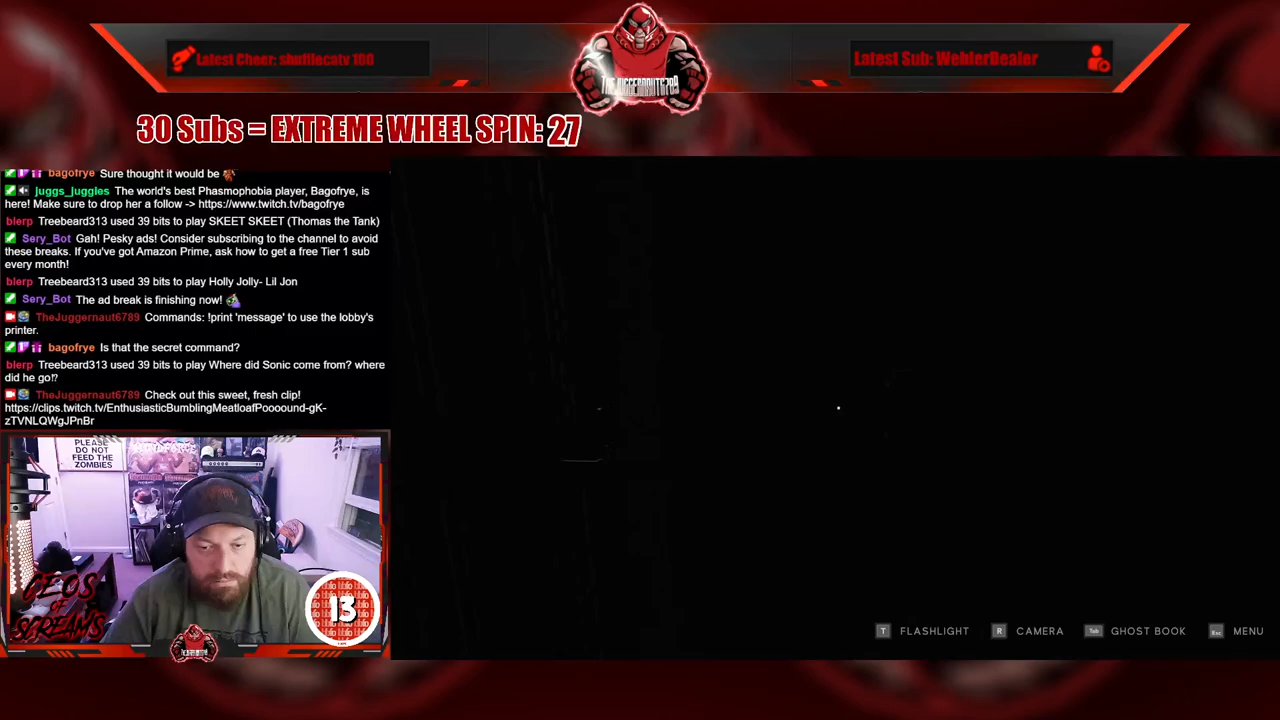 Latest Cheer: shufflecatv 100
THEJUGGERNAUT6789
Latest Sub: WehlerDealer
30 Subs = EXTREME WHEEL SPIN: 27
bagofrye Sure thought it would be
juggs_juggles The world's best Phasmophobia player, Bagofrye, is
here! Make sure to drop her a follow -> https://www.twitch.tv/bagofrye
blerp Treebeard313 used 39 bits to play SKEET SKEET (Thomas the Tank)
Sery_Bot Gah! Pesky ads! Consider subscribing to the channel to avoid
these breaks. If you've got Amazon Prime, ask how to get a free Tier 1 sub
every month!
blerp Treebeard313 used 39 bits to play Holly Jolly- Lil Jon
Sery_Bot The ad break is finishing now!
TheJuggernaut6789 Commands: !print 'message' to use the lobby's
printer.
bagofrye Is that the secret command?
blerp Treebeard313 used 39 bits to play Where did Sonic come from? where
did he go!?
TheJuggernaut6789 Check out this sweet, fresh clip!
https://clips.twitch.tv/EnthusiasticBumblingMeatloafPoooound-gK-
zTVNLQWgJPnBr
PLEASE
DO NOT
FEED THE
ZOMBIES
CEOS
OF
SCREAMS
13
T FLASHLIGHT R CAMERA Tab GHOST BOOK Esc MENU